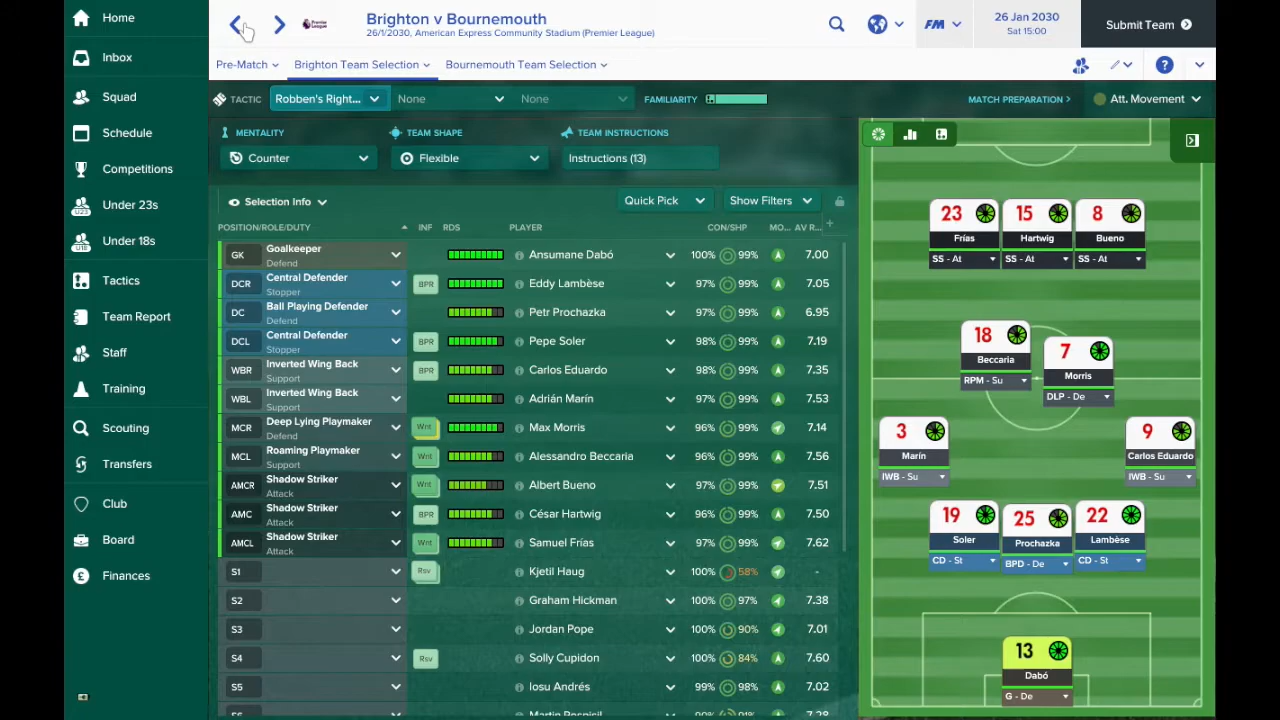 Home
Inbox
Squad
Schedule
Competitions
Under 23s
Under 18s
Tactics
Team Report
Staff
Training
Scouting
Transfers
Club
Board
Finances
Brighton v Bournemouth
26/1/2030, American Express Community Stadium (Premier League)
FM
26 Jan 2030
Sat 15:00
Submit Team
Pre-Match
Brighton Team Selection
Bournemouth Team Selection
TACTIC
Robben's Right...
None
None
FAMILIARITY
MATCH PREPARATION >
Att. Movement
MENTALITY
TEAM SHAPE
TEAM INSTRUCTIONS
Counter
Flexible
Instructions (13)
Selection Info
Quick Pick
Show Filters
POSITION/ROLE/DUTY INF RDS PLAYER CON/SHP MO... AV R...
GK Goalkeeper Defend Ansumane Dabó 100% 99% 7.00
DCR Central Defender Stopper BPR Eddy Lambèse 97% 99% 7.05
DC Ball Playing Defender Defend Petr Prochazka 97% 99% 6.95
DCL Central Defender Stopper BPR Pepe Soler 98% 99% 7.19
WBR Inverted Wing Back Support BPR Carlos Eduardo 98% 99% 7.35
WBL Inverted Wing Back Support Adrián Marín 97% 99% 7.53
MCR Deep Lying Playmaker Defend Wnt Max Morris 96% 99% 7.14
MCL Roaming Playmaker Support Wnt Alessandro Beccaria 96% 99% 7.56
AMCR Shadow Striker Attack Wnt Albert Bueno 97% 99% 7.51
AMC Shadow Striker Attack BPR César Hartwig 96% 99% 7.50
AMCL Shadow Striker Attack Wnt Samuel Frías 97% 99% 7.62
S1 Rsv Kjetil Haug 100% 58% -
S2 Graham Hickman 100% 97% 7.38
S3 Jordan Pope 100% 90% 7.01
S4 Rsv Solly Cupidon 100% 84% 7.60
S5 Iosu Andrés 99% 98% 7.02
Martin Pospisil
23 15 8
Frías Hartwig Bueno
SS - At SS - At SS - At
18
Beccaria
RPM - Su
7
Morris
DLP - De
3
Marín
IWB - Su
9
Carlos Eduardo
IWB - Su
19 25 22
Soler Prochazka Lambèse
CD - St BPD - De CD - St
13
Dabó
G - De